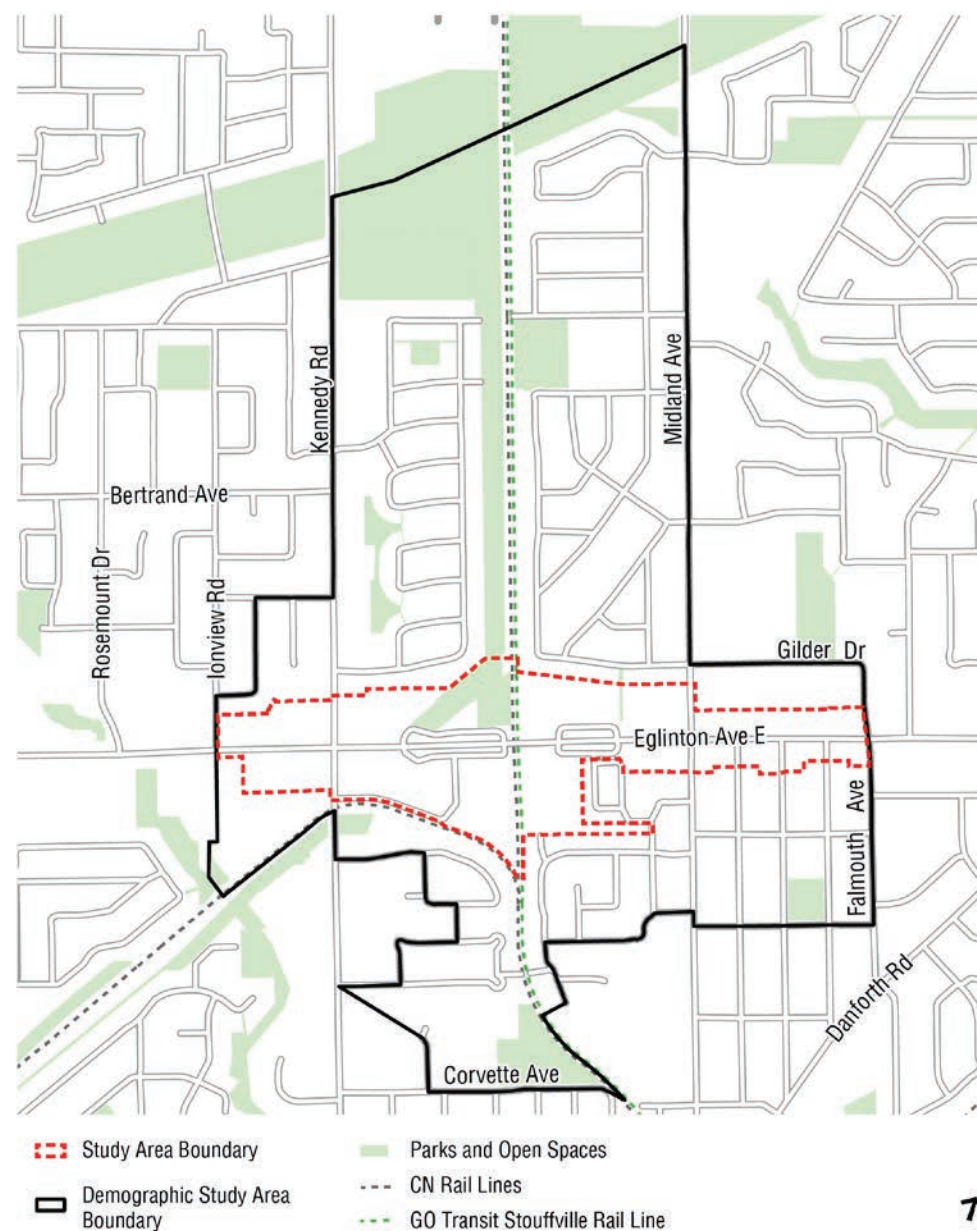 Kennedy Rd
Midland Ave
Bertrand Ave
Rosemount Dr
Ionview Rd
Gilder Dr
Eglinton Ave E
Falmouth Ave
Danforth Rd
Corvette Ave
Study Area Boundary
Demographic Study Area
Boundary
Parks and Open Spaces
CN Rail Lines
GO Transit Stouffville Rail Line